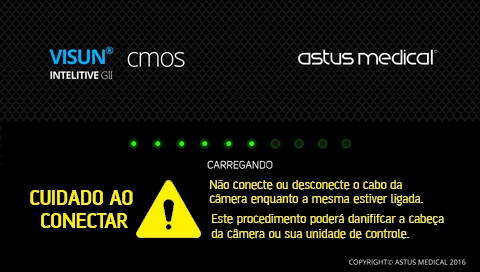 VISUN® cmos
INTELITIVE GII
astus medical®
CARREGANDO
CUIDADO AO
CONECTAR
Não conecte ou desconecte o cabo da
câmera enquanto a mesma estiver ligada.
Este procedimento poderá danififcar a cabeça
da câmera ou sua unidade de controle.
COPYRIGHT© ASTUS MEDICAL 2016